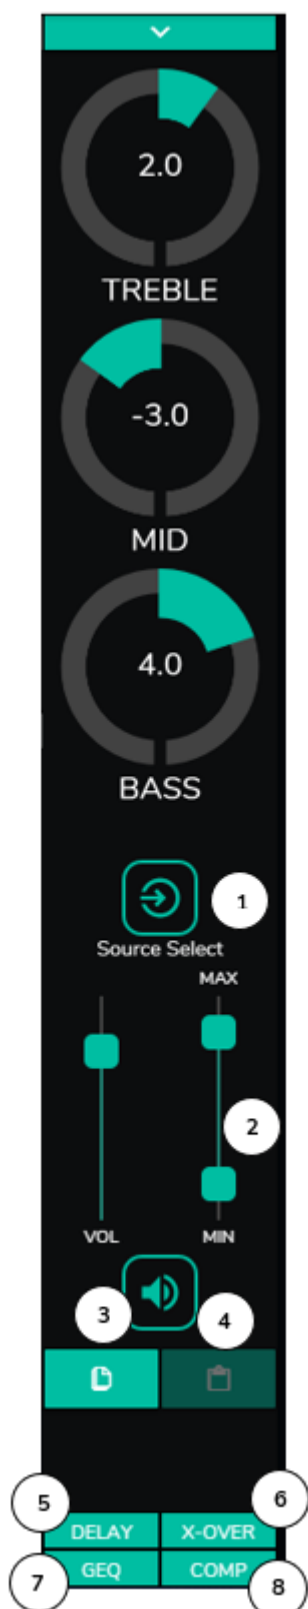 2.0
TREBLE
-3.0
MID
4.0
BASS
1
Source Select
MAX
2
VOL MIN
3 4
5 6
DELAY X-OVER
GEQ COMP
7 8